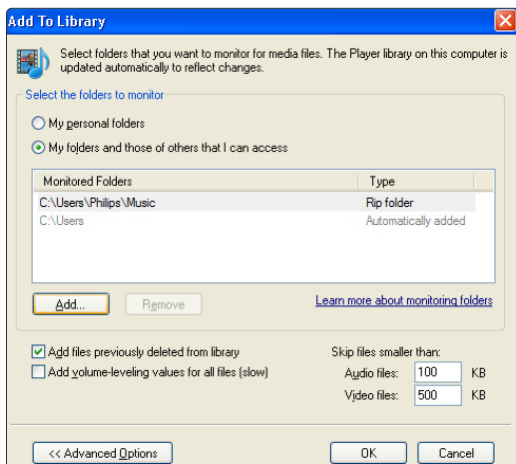 Add To Library
Select folders that you want to monitor for media files. The Player library on this computer is
updated automatically to reflect changes.
Select the folders to monitor
My personal folders
My folders and those of others that I can access
Monitored Folders Type
C:\Users\Philips\Music Rip folder
C:\Users Automatically added
Add... Remove Learn more about monitoring folders
Add files previously deleted from library Skip files smaller than:
Add volume-leveling values for all files (slow) Audio files: 100 KB
Video files: 500 KB
<< Advanced Options OK Cancel